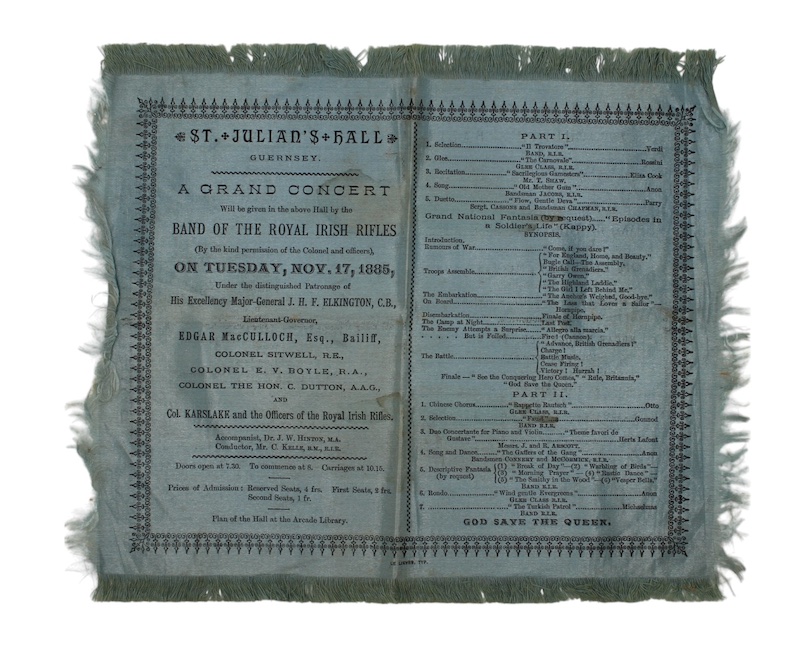 ST. JULIAN'S HALL
GUERNSEY.
A GRAND CONCERT
Will be given in the above Hall by the
BAND OF THE ROYAL IRISH RIFLES
(By the kind permission of the Colonel and officers),
ON TUESDAY, NOV. 17, 1885,
Under the distinguished Patronage of
His Excellency Major-General J. H. F. ELKINGTON, C.B.,
Lieutenant-Governor,
EDGAR MacCULLOCH, Esq., Bailiff,
COLONEL SITWELL, R.E.,
COLONEL E. V. BOYLE, R.A.,
COLONEL THE HON. C. DUTTON, A.A.G.,
AND
Col. KARSLAKE and the Officers of the Royal Irish Rifles.
Accompanist, Dr. J. W. HINTON, M.A.
Conductor, Mr. C. KELLY, B.M., R.I.R.
Doors open at 7.30. To commence at 8. Carriages at 10.15.
Prices of Admission: Reserved Seats, 4 frs. First Seats, 2 frs.
Second Seats, 1 fr.
Plan of the Hall at the Arcade Library.
PART I.
1. Selection "Il Trovatore" Verdi
BAND, R.I.R.
2. Glee "The Carnovale" Rossini
GLEE CLASS, R.I.R.
3. Recitation "Sacrilegious Gamesters" Eliza Cook
Mr. T. SHAW.
4. Song "Old Mother Gum" Anon
Bandsman JACOBS, R.I.R.
5. Duetto "Flow, Gentle Deva" Parry
Sergt. CARSONS and Bandsman CHAPMAN, R.I.R.
Grand National Fantasia (by request) "Episodes in
a Soldier's Life" (Kappy).
SYNOPSIS.
Introduction,
Rumours of War "Come, if you dare!"
"For England, Home, and Beauty."
Bugle Call—The Assembly,
Troops Assemble "British Grenadiers."
"Garry Owen."
"The Highland Laddie."
"The Girl I Left Behind Me."
The Embarkation "The Anchor's Weighed, Good-bye."
On Board "The Lass that Loves a Sailor"—
Hornpipe.
Disembarkation Finale of Hornpipe.
The Camp at Night Last Post.
The Enemy Attempts a Surprise "Allegro alla marcia."
But is Foiled Fire! (Cannon).
"Advance, British Grenadiers!"
Charge!
The Battle Battle Music.
Cease Firing!
Victory! Hurrah!
Finale—"See the Conquering Hero Comes," "Rule, Britannia,"
"God Save the Queen."
PART II.
1. Chinese Chorus Otto
GLEE CLASS, R.I.R.
2. Selection Gounod
BAND R.I.R.
3. Duo Concertante for Piano and Violin "Theme favori de
Gustave" Herts Lafont
Messrs. J. and R. ARSCOTT.
4. Song and Dance "The Gaffers of the Gang" Anon
Bandsmen CONNERY and McCORMICK, R.I.R.
5. Descriptive Fantasia (1) "Break of Day"—(2) "Warbling of Birds"—
(by request) (3) "Morning Prayer"—(4) "Rustic Dance"—
(5) "The Smithy in the Wood"—(6) "Vesper Bells."
BAND R.I.R.
6. Rondo "Wind gentle Evergreens" Anon
GLEE CLASS R.I.R.
7. "The Turkish Patrol" Michaelons
BAND R.I.R.
GOD SAVE THE QUEEN.